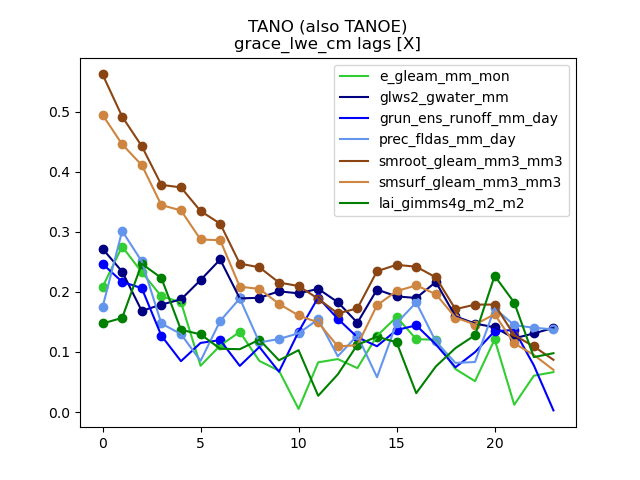 TANO (also TANOE)
grace_lwe_cm lags [X]
e_gleam_mm_mon
glws2_gwater_mm
grun_ens_runoff_mm_day
prec_fldas_mm_day
smroot_gleam_mm3_mm3
smsurf_gleam_mm3_mm3
lai_gimms4g_m2_m2
0.5
0.4
0.3
0.2
0.1
0.0
0 5 10 15 20